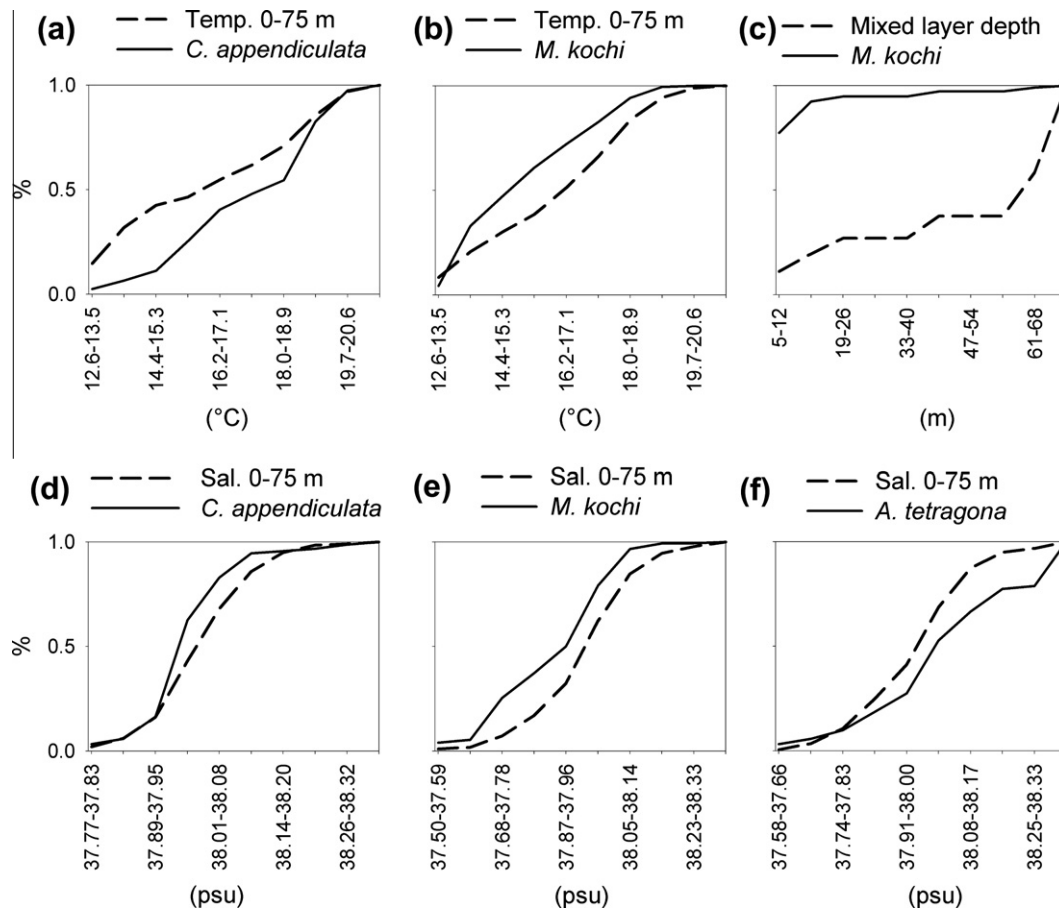 (a)
Temp. 0-75 m
C. appendiculata
(b)
Temp. 0-75 m
M. kochi
(c)
Mixed layer depth
M. kochi
%
1.0
0.5
0.0
12.6-13.5
14.4-15.3
16.2-17.1
18.0-18.9
19.7-20.6
(°C)
12.6-13.5
14.4-15.3
16.2-17.1
18.0-18.9
19.7-20.6
(°C)
5-12
19-26
33-40
47-54
61-68
(m)
(d)
Sal. 0-75 m
C. appendiculata
(e)
Sal. 0-75 m
M. kochi
(f)
Sal. 0-75 m
A. tetragona
%
1.0
0.5
0.0
37.77-37.83
37.89-37.95
38.01-38.08
38.14-38.20
38.26-38.32
(psu)
37.50-37.59
37.68-37.78
37.87-37.96
38.05-38.14
38.23-38.33
(psu)
37.58-37.66
37.74-37.83
37.91-38.00
38.08-38.17
38.25-38.33
(psu)